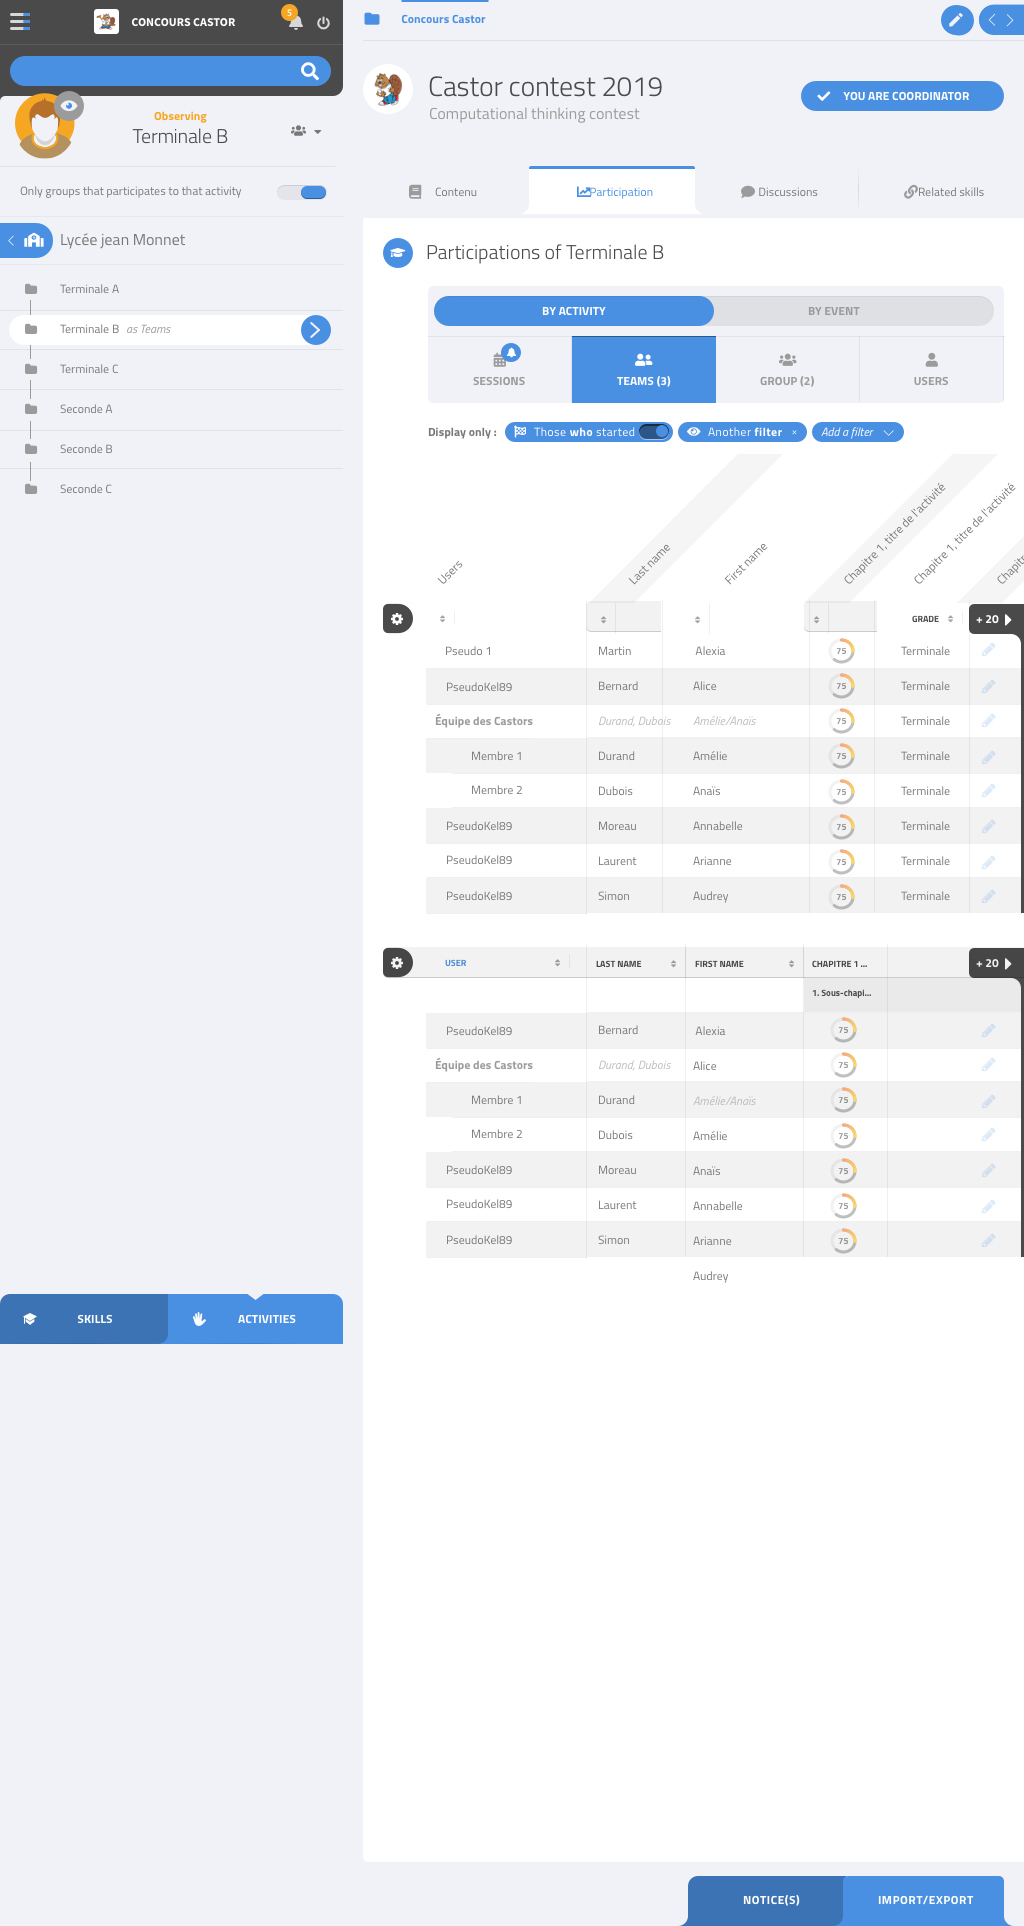 CONCOURS CASTOR
5
Observing
Terminale B
Only groups that participates to that activity
Lycée jean Monnet
Terminale A
Terminale B as Teams
Terminale C
Seconde A
Seconde B
Seconde C
SKILLS
ACTIVITIES
Concours Castor
Castor contest 2019
Computational thinking contest
YOU ARE COORDINATOR
Contenu
Participation
Discussions
Related skills
Participations of Terminale B
BY ACTIVITY
BY EVENT
SESSIONS
TEAMS (3)
GROUP (2)
USERS
Display only : Those who started Another filter × Add a filter
Users
Last name
First name
Chapitre 1, titre de l'activité
Chapitre 1, titre de l'activité
GRADE
+ 20
Pseudo 1 Martin Alexia 75 Terminale
PseudoKel89 Bernard Alice 75 Terminale
Équipe des Castors Durand, Dubois Amélie/Anaïs 75 Terminale
Membre 1 Durand Amélie 75 Terminale
Membre 2 Dubois Anaïs 75 Terminale
PseudoKel89 Moreau Annabelle 75 Terminale
PseudoKel89 Laurent Arianne 75 Terminale
PseudoKel89 Simon Audrey 75 Terminale
USER LAST NAME FIRST NAME CHAPITRE 1 ... + 20
1. Sous-chapi...
PseudoKel89 Bernard Alexia 75
Équipe des Castors Durand, Dubois Alice 75
Membre 1 Durand Amélie/Anaïs 75
Membre 2 Dubois Amélie 75
PseudoKel89 Moreau Anaïs 75
PseudoKel89 Laurent Annabelle 75
PseudoKel89 Simon Arianne 75
Audrey
NOTICE(S)
IMPORT/EXPORT